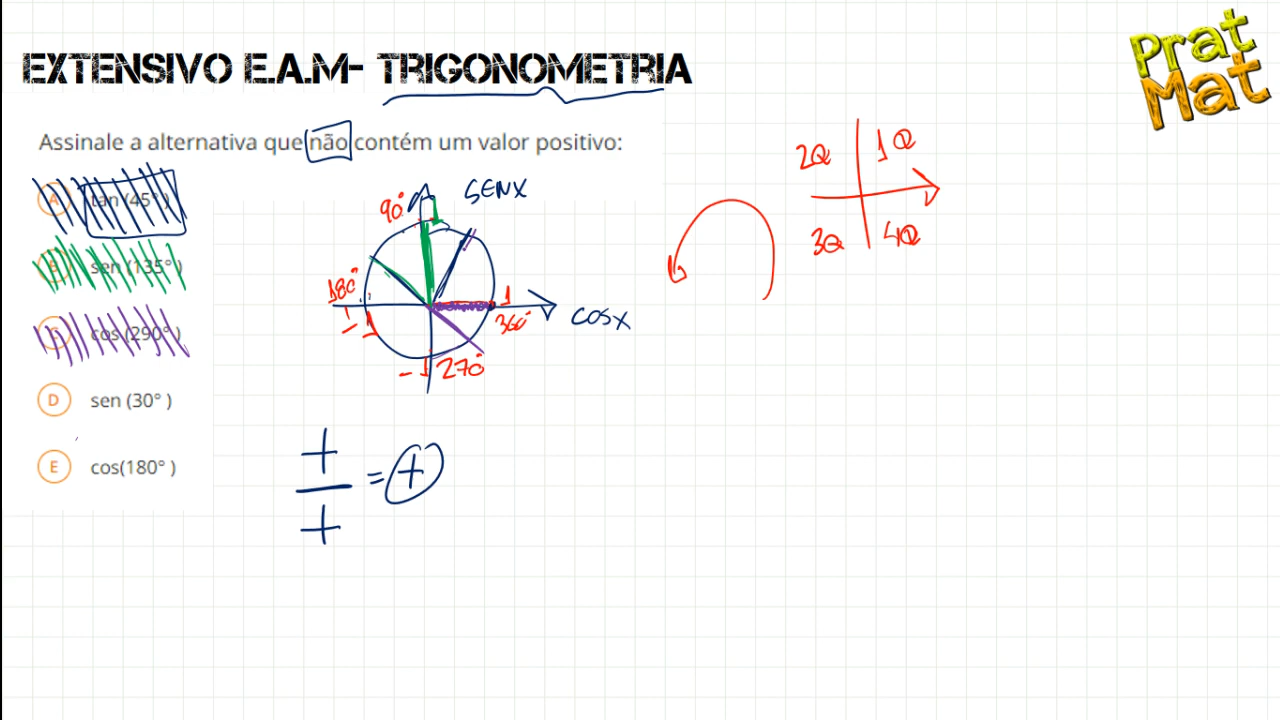 EXTENSIVO E.A.M- TRIGONOMETRIA
Prat
Mat
Assinale a alternativa que não contém um valor positivo:
A tan (45° )
B sen (135° )
C cos (290° )
D sen (30° )
E cos(180° )
SENX
90°
1
180°
-1
1
360°
COSX
-1
270°
2Q
1Q
3Q
4Q
+
+
= +